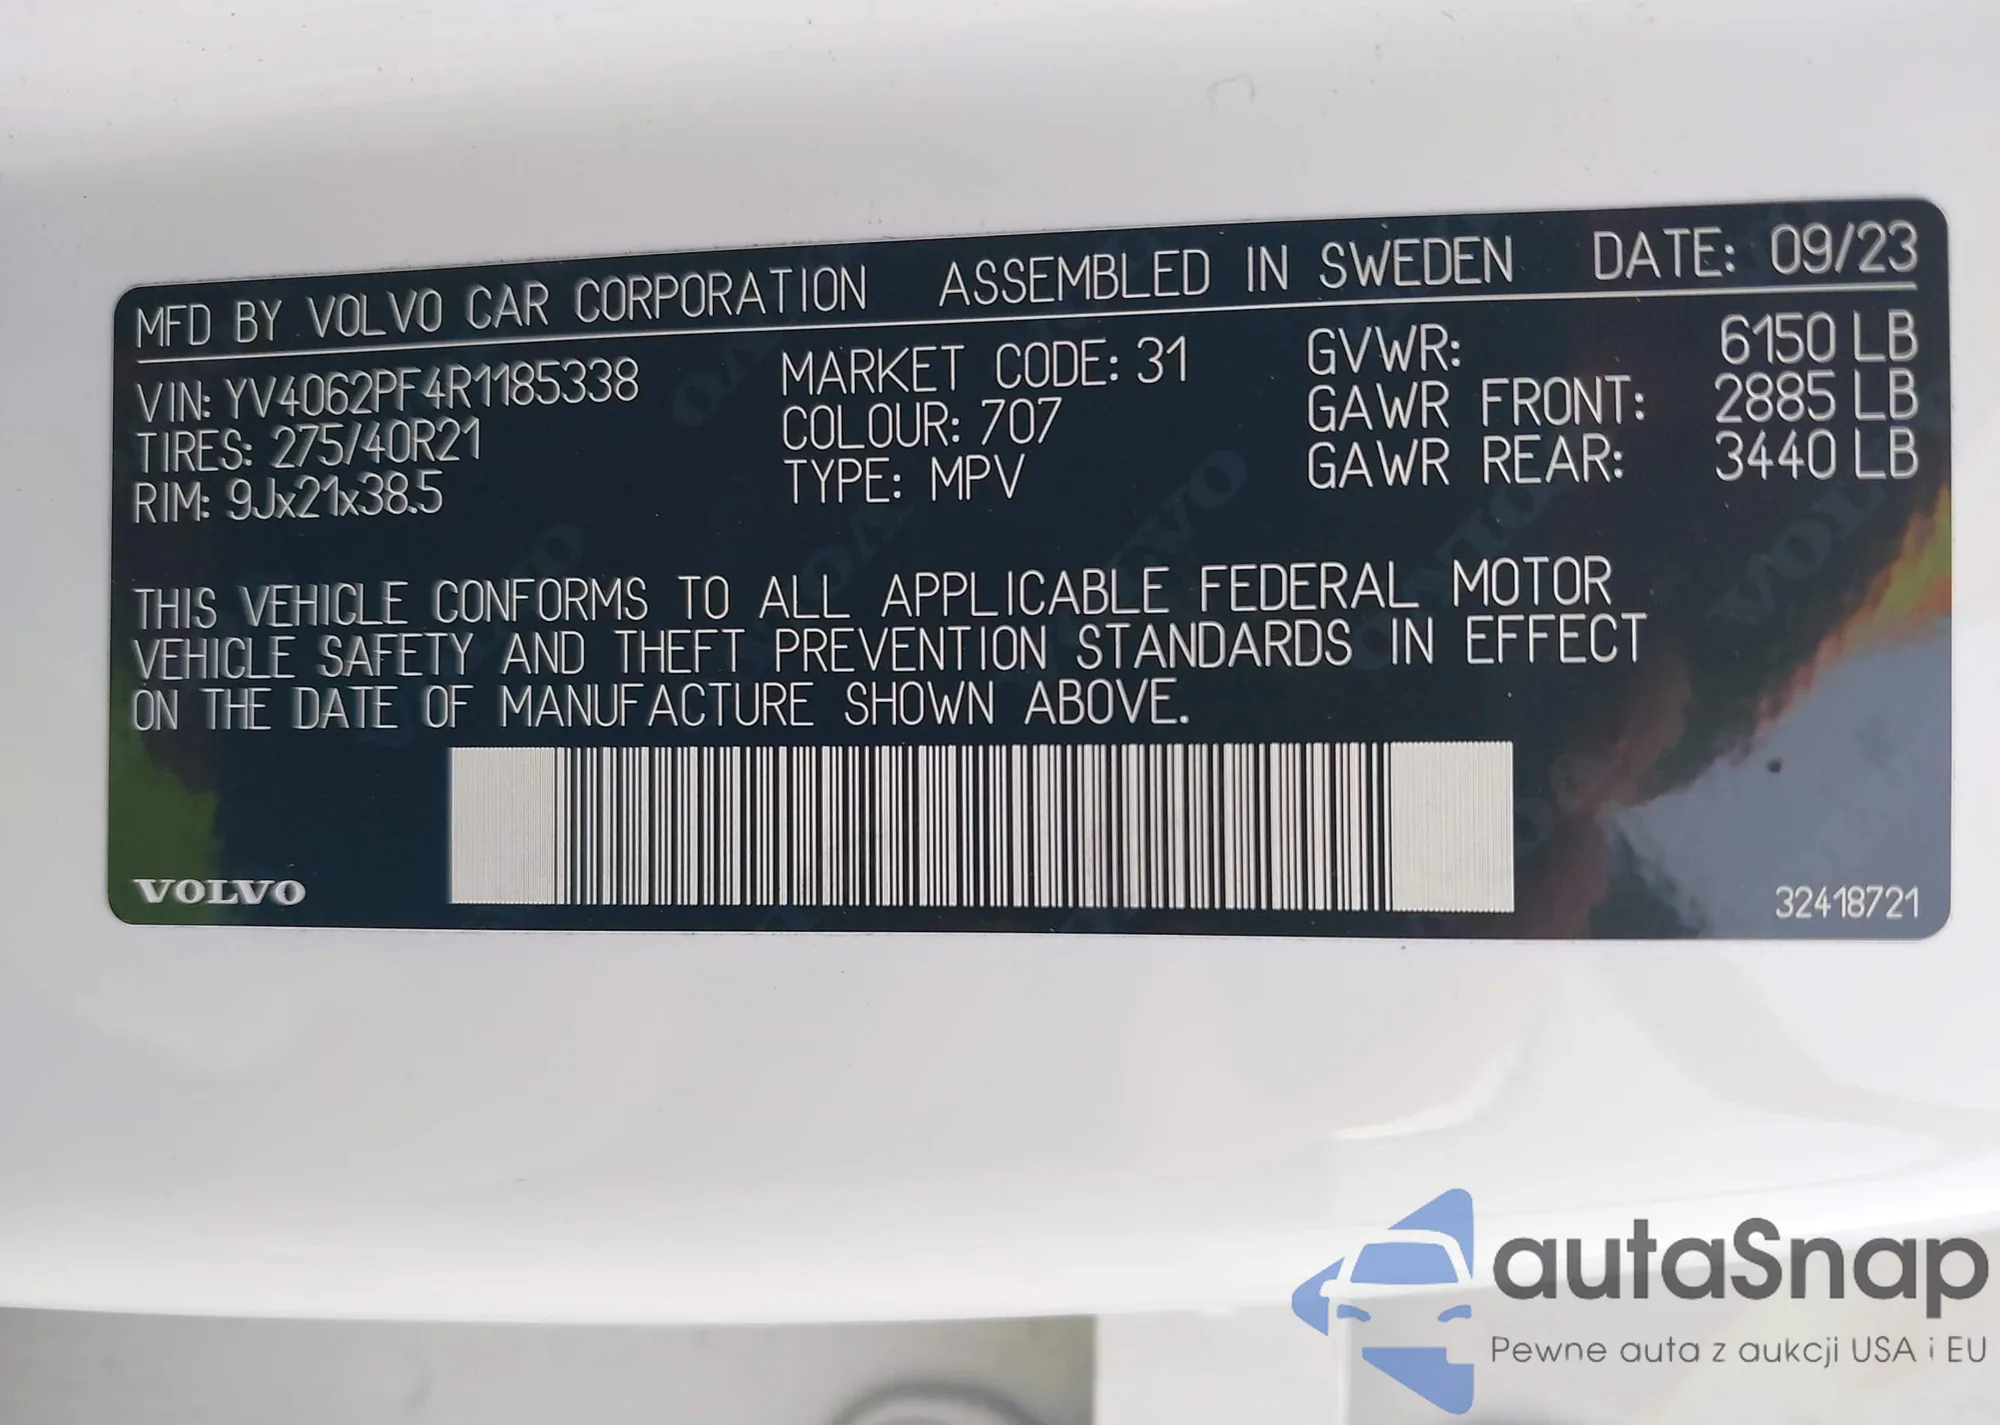 MFD BY VOLVO CAR CORPORATION ASSEMBLED IN SWEDEN DATE: 09/23
VIN: YV4062PF4R1185338 MARKET CODE: 31 GVWR: 6150 LB
TIRES: 275/40R21 COLOUR: 707 GAWR FRONT: 2885 LB
RIM: 9Jx21x38.5 TYPE: MPV GAWR REAR: 3440 LB
THIS VEHICLE CONFORMS TO ALL APPLICABLE FEDERAL MOTOR
VEHICLE SAFETY AND THEFT PREVENTION STANDARDS IN EFFECT
ON THE DATE OF MANUFACTURE SHOWN ABOVE.
VOLVO 32418721
autaSnap
Pewne auta z aukcji USA i EU